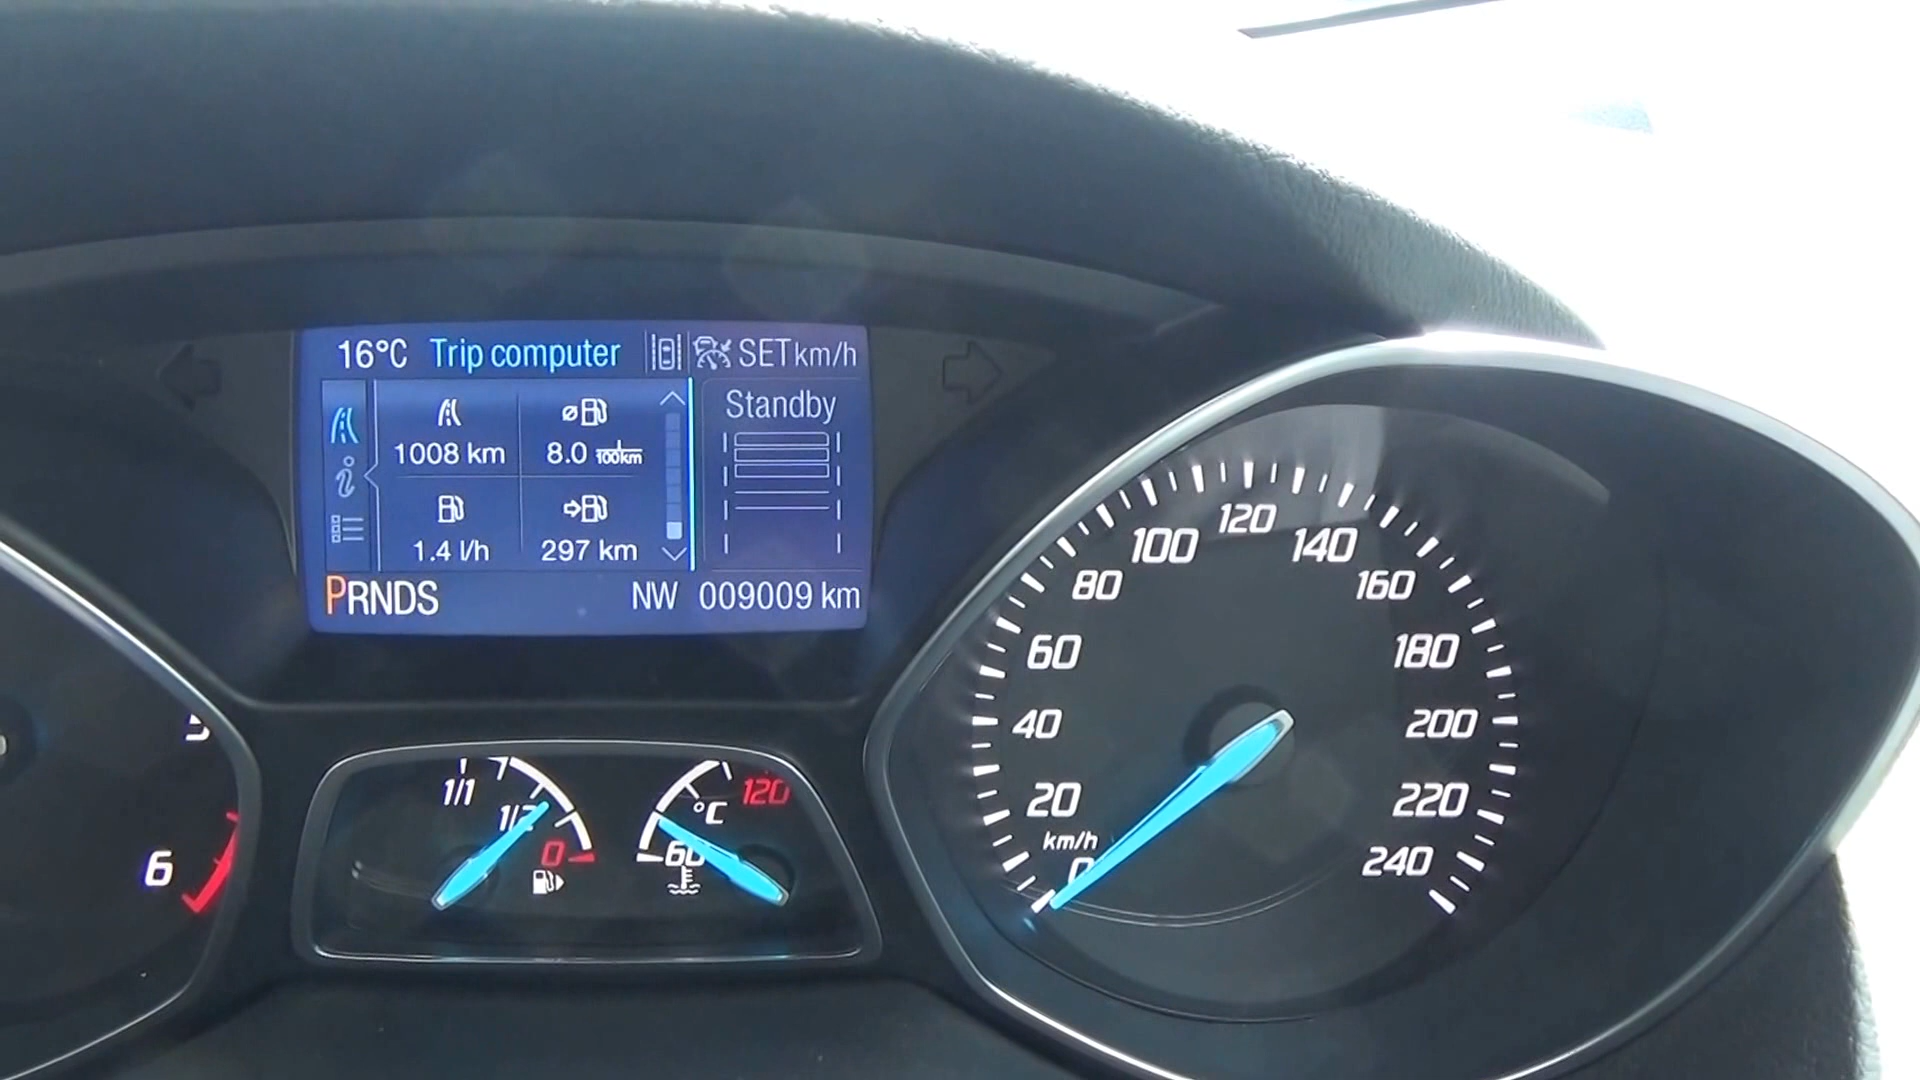 16°C Trip computer SET km/h
Standby
1008 km 8.0 l/100km
1.4 l/h 297 km
PRNDS NW 009009 km
5
6
1/1
1/2
0
°C 120
60
0
20
40
60
80
100
120
140
160
180
200
220
240
km/h